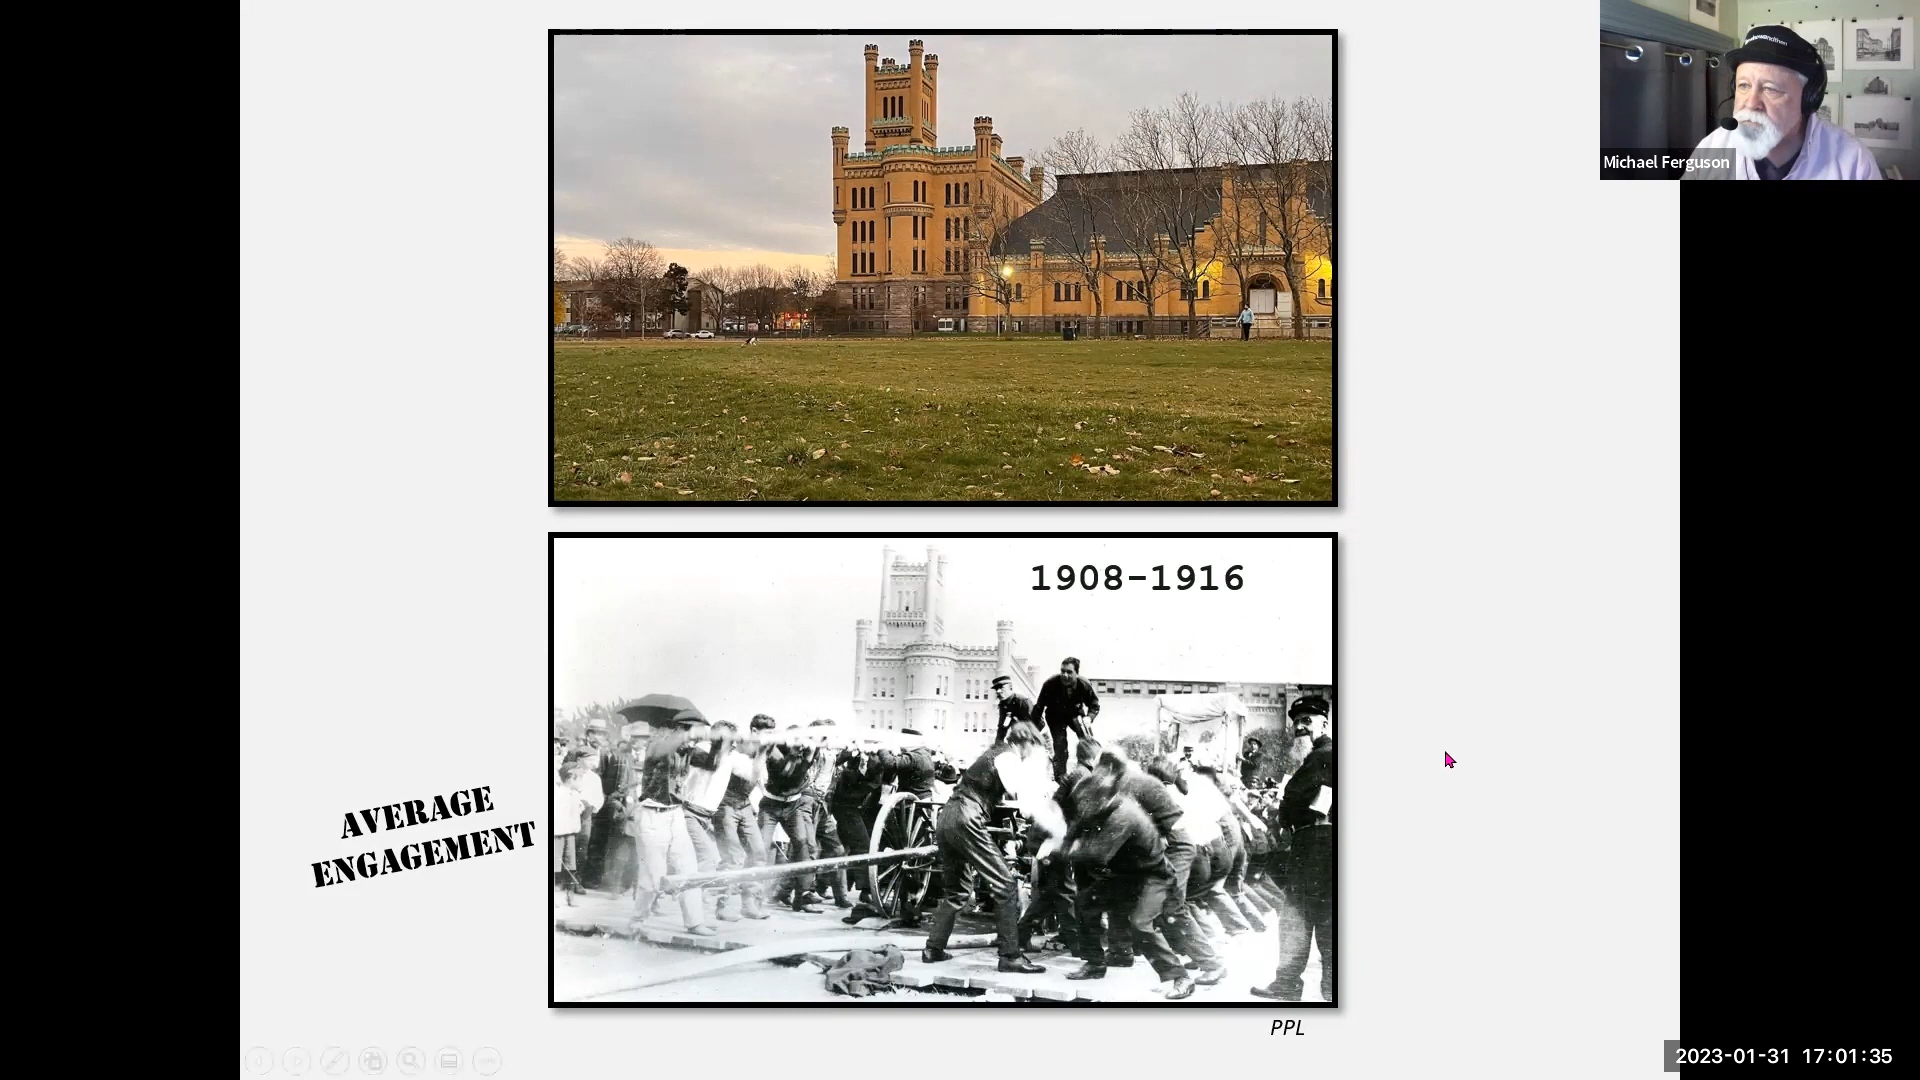 Michael Ferguson
1908-1916
AVERAGE
ENGAGEMENT
PPL
2023-01-31 17:01:35